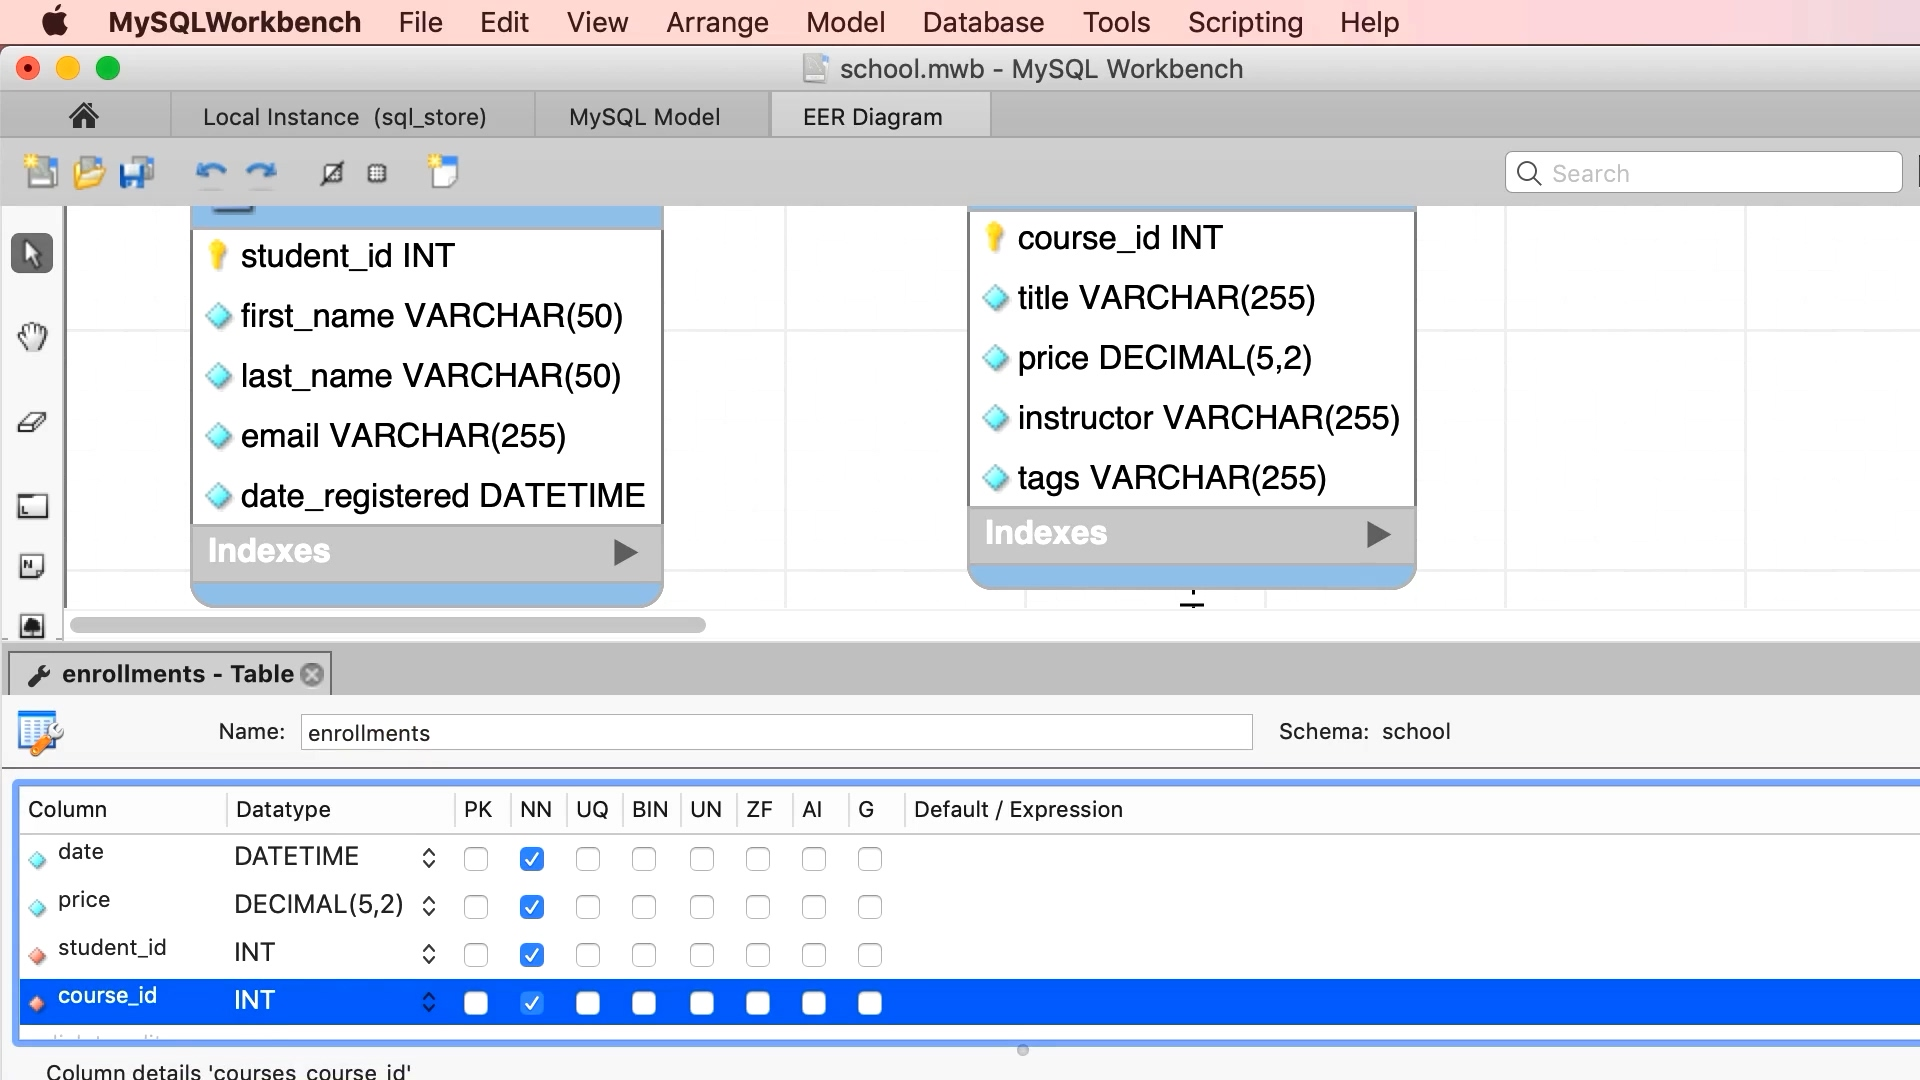 MySQLWorkbench File Edit View Arrange Model Database Tools Scripting Help
school.mwb - MySQL Workbench
Local Instance (sql_store) MySQL Model EER Diagram
Search
student_id INT
first_name VARCHAR(50)
last_name VARCHAR(50)
email VARCHAR(255)
date_registered DATETIME
Indexes
course_id INT
title VARCHAR(255)
price DECIMAL(5,2)
instructor VARCHAR(255)
tags VARCHAR(255)
Indexes
enrollments - Table
Name: enrollments Schema: school
Column Datatype PK NN UQ BIN UN ZF AI G Default / Expression
date DATETIME
price DECIMAL(5,2)
student_id INT
course_id INT
Column details 'courses_course_id'